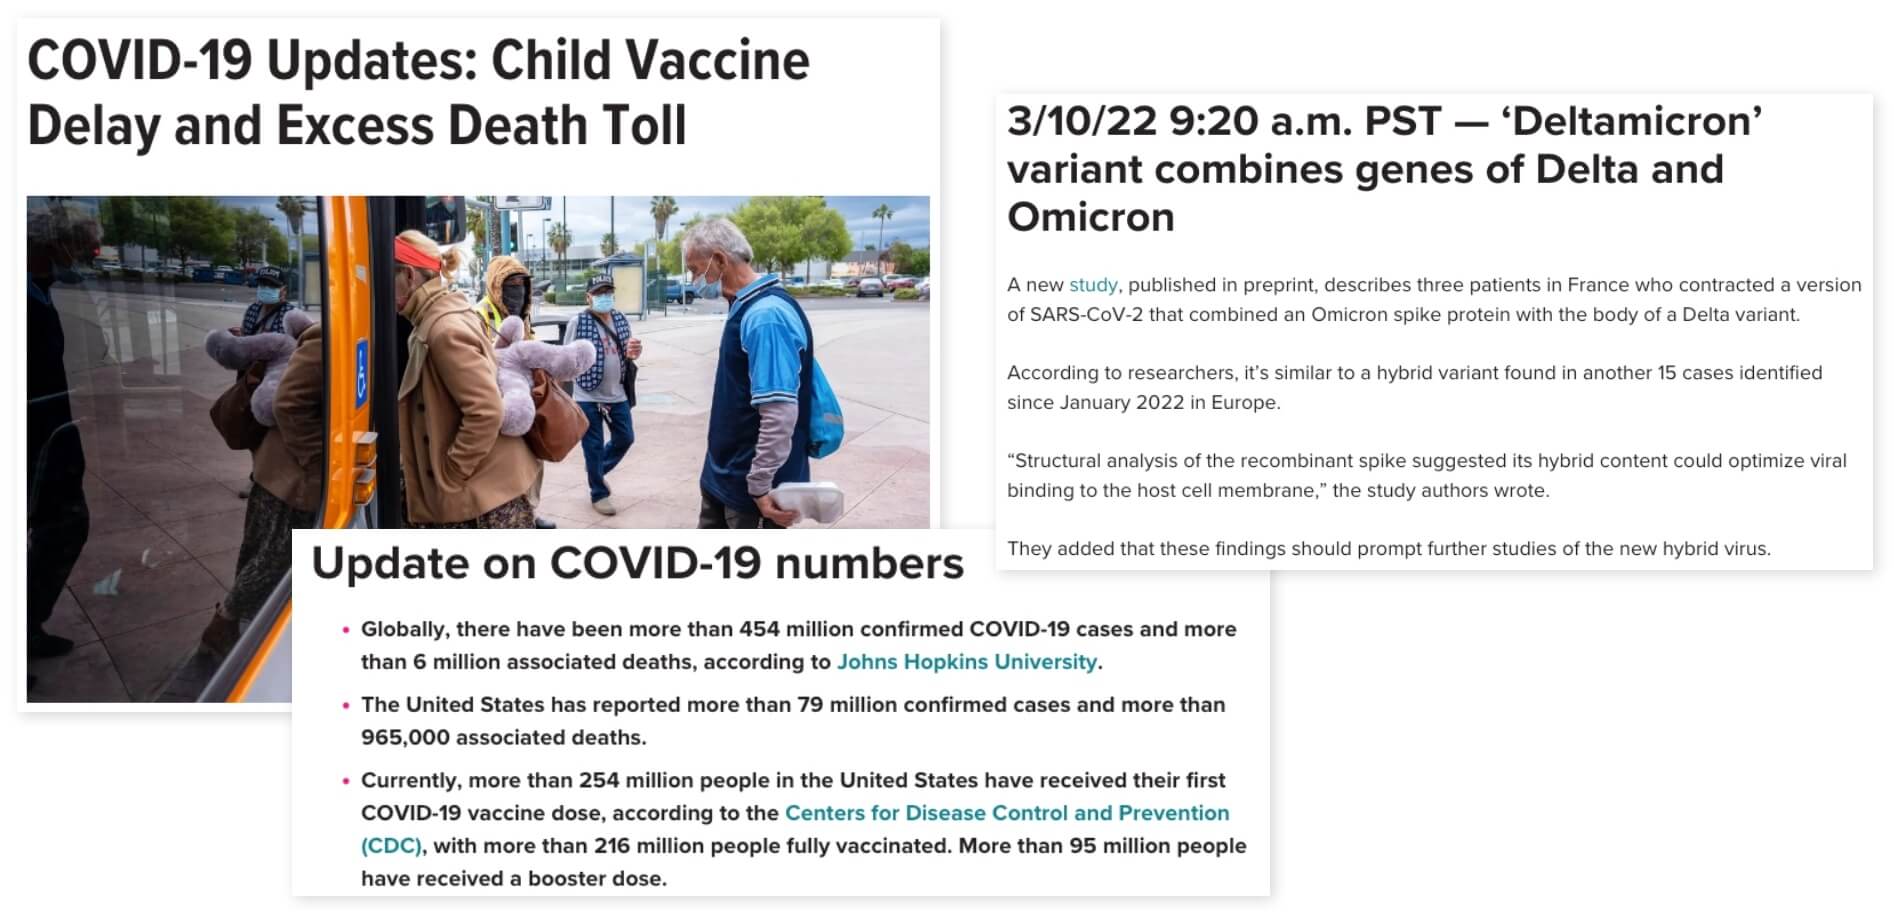 COVID-19 Updates: Child Vaccine
Delay and Excess Death Toll
POLICE
POLICE
3/10/22 9:20 a.m. PST — ‘Deltamicron’
variant combines genes of Delta and
Omicron
A new study, published in preprint, describes three patients in France who contracted a version
of SARS-CoV-2 that combined an Omicron spike protein with the body of a Delta variant.
According to researchers, it’s similar to a hybrid variant found in another 15 cases identified
since January 2022 in Europe.
“Structural analysis of the recombinant spike suggested its hybrid content could optimize viral
binding to the host cell membrane,” the study authors wrote.
They added that these findings should prompt further studies of the new hybrid virus.
Update on COVID-19 numbers
• Globally, there have been more than 454 million confirmed COVID-19 cases and more
than 6 million associated deaths, according to Johns Hopkins University.
• The United States has reported more than 79 million confirmed cases and more than
965,000 associated deaths.
• Currently, more than 254 million people in the United States have received their first
COVID-19 vaccine dose, according to the Centers for Disease Control and Prevention
(CDC), with more than 216 million people fully vaccinated. More than 95 million people
have received a booster dose.